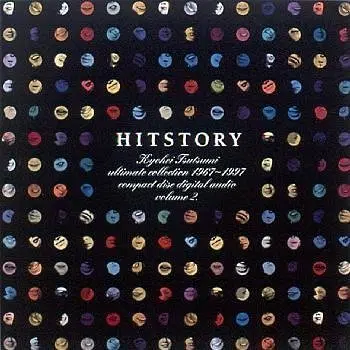 HITSTORY
Kyohei Tsutsumi
ultimate collection 1967~1997
compact disc digital audio
volume 2.